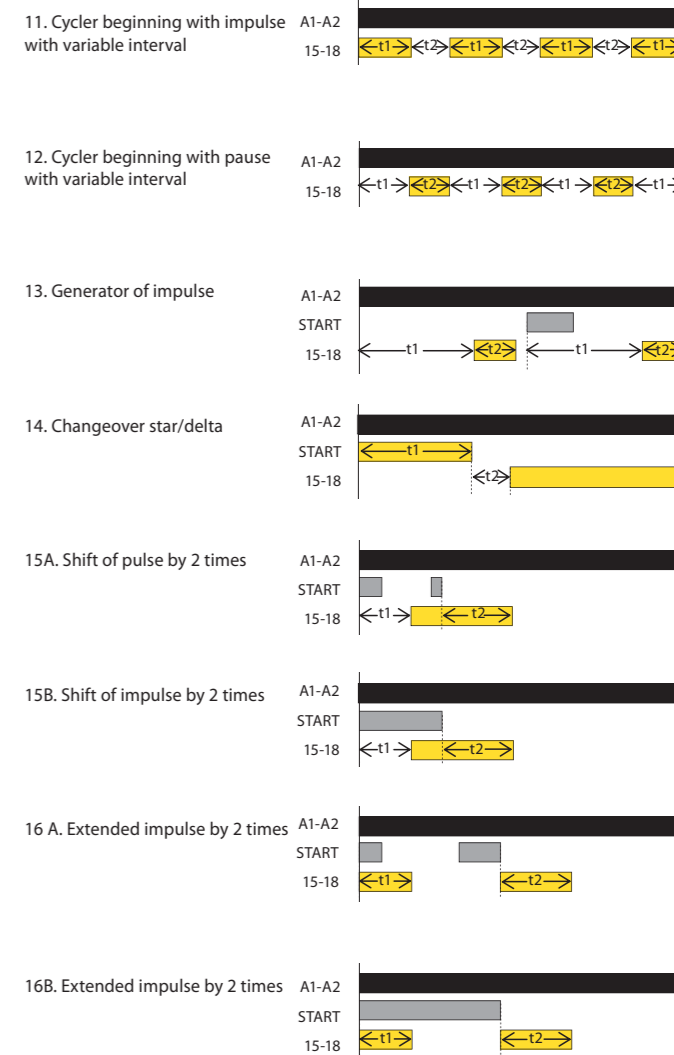 11. Cycler beginning with impulse
with variable interval
A1-A2
15-18
t1 t2 t1 t2 t1 t2 t1
12. Cycler beginning with pause
with variable interval
A1-A2
15-18
t1 t2 t1 t2 t1 t2 t1
13. Generator of impulse
A1-A2
START
15-18
t1 t2 t1 t2
14. Changeover star/delta
A1-A2
START
t1
15-18
t2
15A. Shift of pulse by 2 times
A1-A2
START
15-18
t1 t2
15B. Shift of impulse by 2 times
A1-A2
START
15-18
t1 t2
16 A. Extended impulse by 2 times
A1-A2
START
15-18
t1 t2
16B. Extended impulse by 2 times
A1-A2
START
15-18
t1 t2